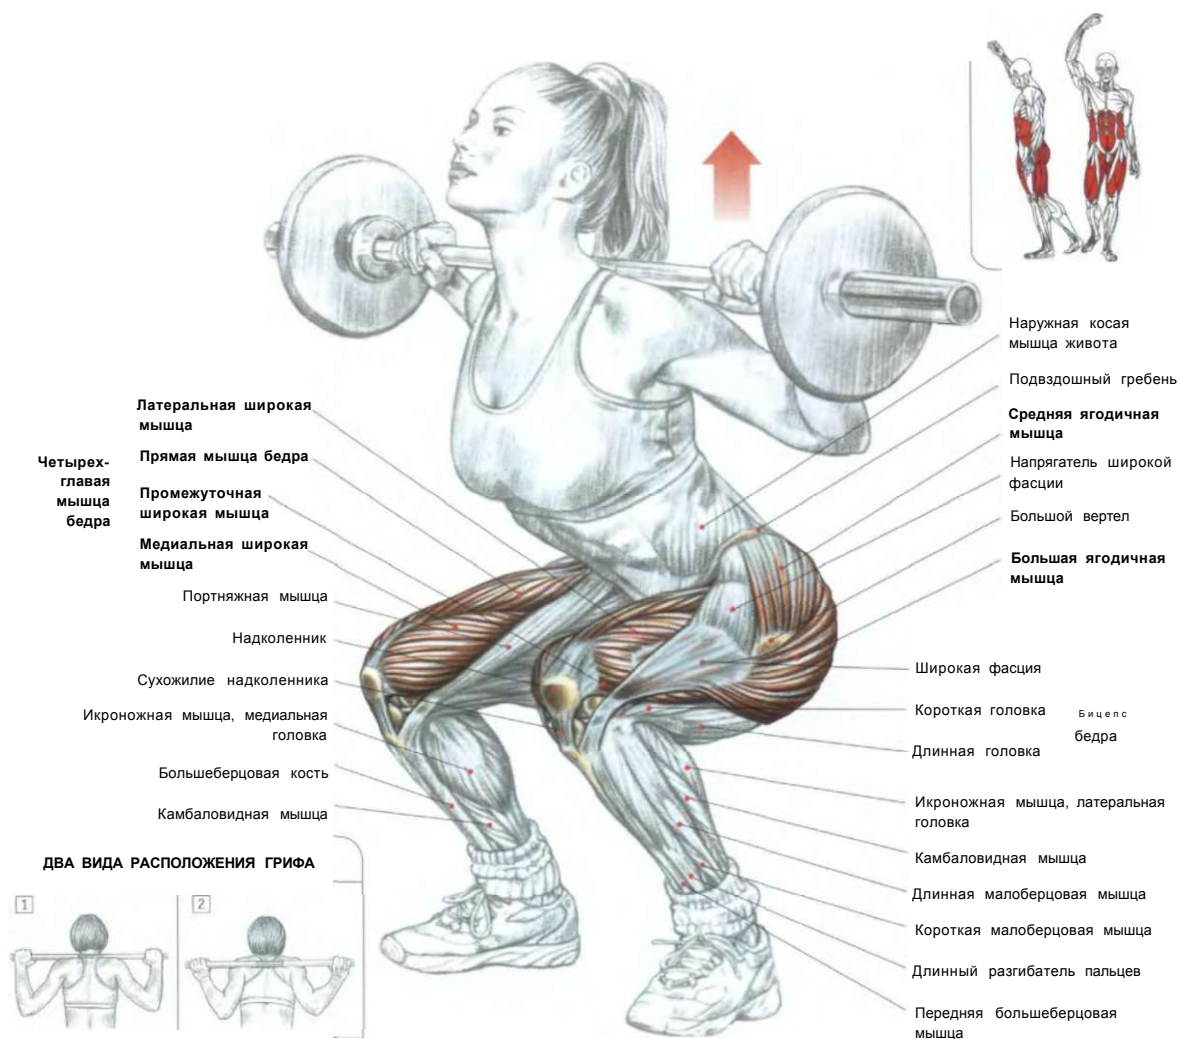 Наружная косая
мышца живота
Подвздошный гребень
Средняя ягодичная
мышца
Напрягатель широкой
фасции
Большой вертел
Большая ягодичная
мышца
Широкая фасция
Короткая головка
Длинная головка
Бицепс
бедра
Икроножная мышца, латеральная
головка
Камбаловидная мышца
Длинная малоберцовая мышца
Короткая малоберцовая мышца
Длинный разгибатель пальцев
Передняя большеберцовая
мышца
Четырех-
главая
мышца
бедра
Латеральная широкая
мышца
Прямая мышца бедра
Промежуточная
широкая мышца
Медиальная широкая
мышца
Портняжная мышца
Надколенник
Сухожилие надколенника
Икроножная мышца, медиальная
головка
Большеберцовая кость
Камбаловидная мышца
ДВА ВИДА РАСПОЛОЖЕНИЯ ГРИФА
1
2